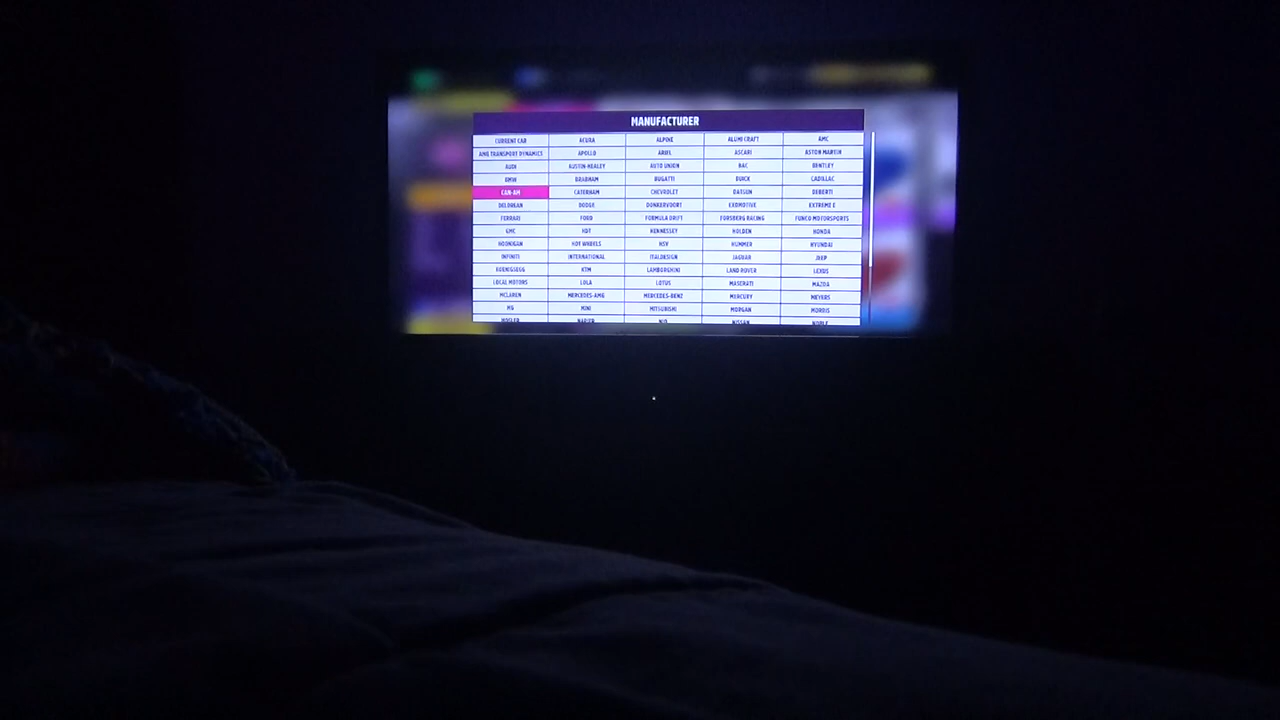 MANUFACTURER
CURRENT CAR ACURA ALPINE ALUMI CRAFT AMC
AMG TRANSPORT DYNAMICS APOLLO ARIEL ASCARI ASTON MARTIN
AUDI AUSTIN-HEALEY AUTO UNION BAC BENTLEY
BMW BRABHAM BUGATTI BUICK CADILLAC
CAN-AM CATERHAM CHEVROLET DATSUN DEBERTI
DELOREAN DODGE DONKERVOORT EXOMOTIVE EXTREME E
FERRARI FORD FORMULA DRIFT FORSBERG RACING FUNCO MOTORSPORTS
GMC HDT HENNESSEY HOLDEN HONDA
HOONIGAN HOT WHEELS HSV HUMMER HYUNDAI
INFINITI INTERNATIONAL ITALDESIGN JAGUAR JEEP
KOENIGSEGG KTM LAMBORGHINI LAND ROVER LEXUS
LOCAL MOTORS LOLA LOTUS MASERATI MAZDA
MCLAREN MERCEDES-AMG MERCEDES-BENZ MERCURY MEYERS
MG MINI MITSUBISHI MORGAN MORRIS
MOSLER NAPIER NIO NISSAN NOBLE